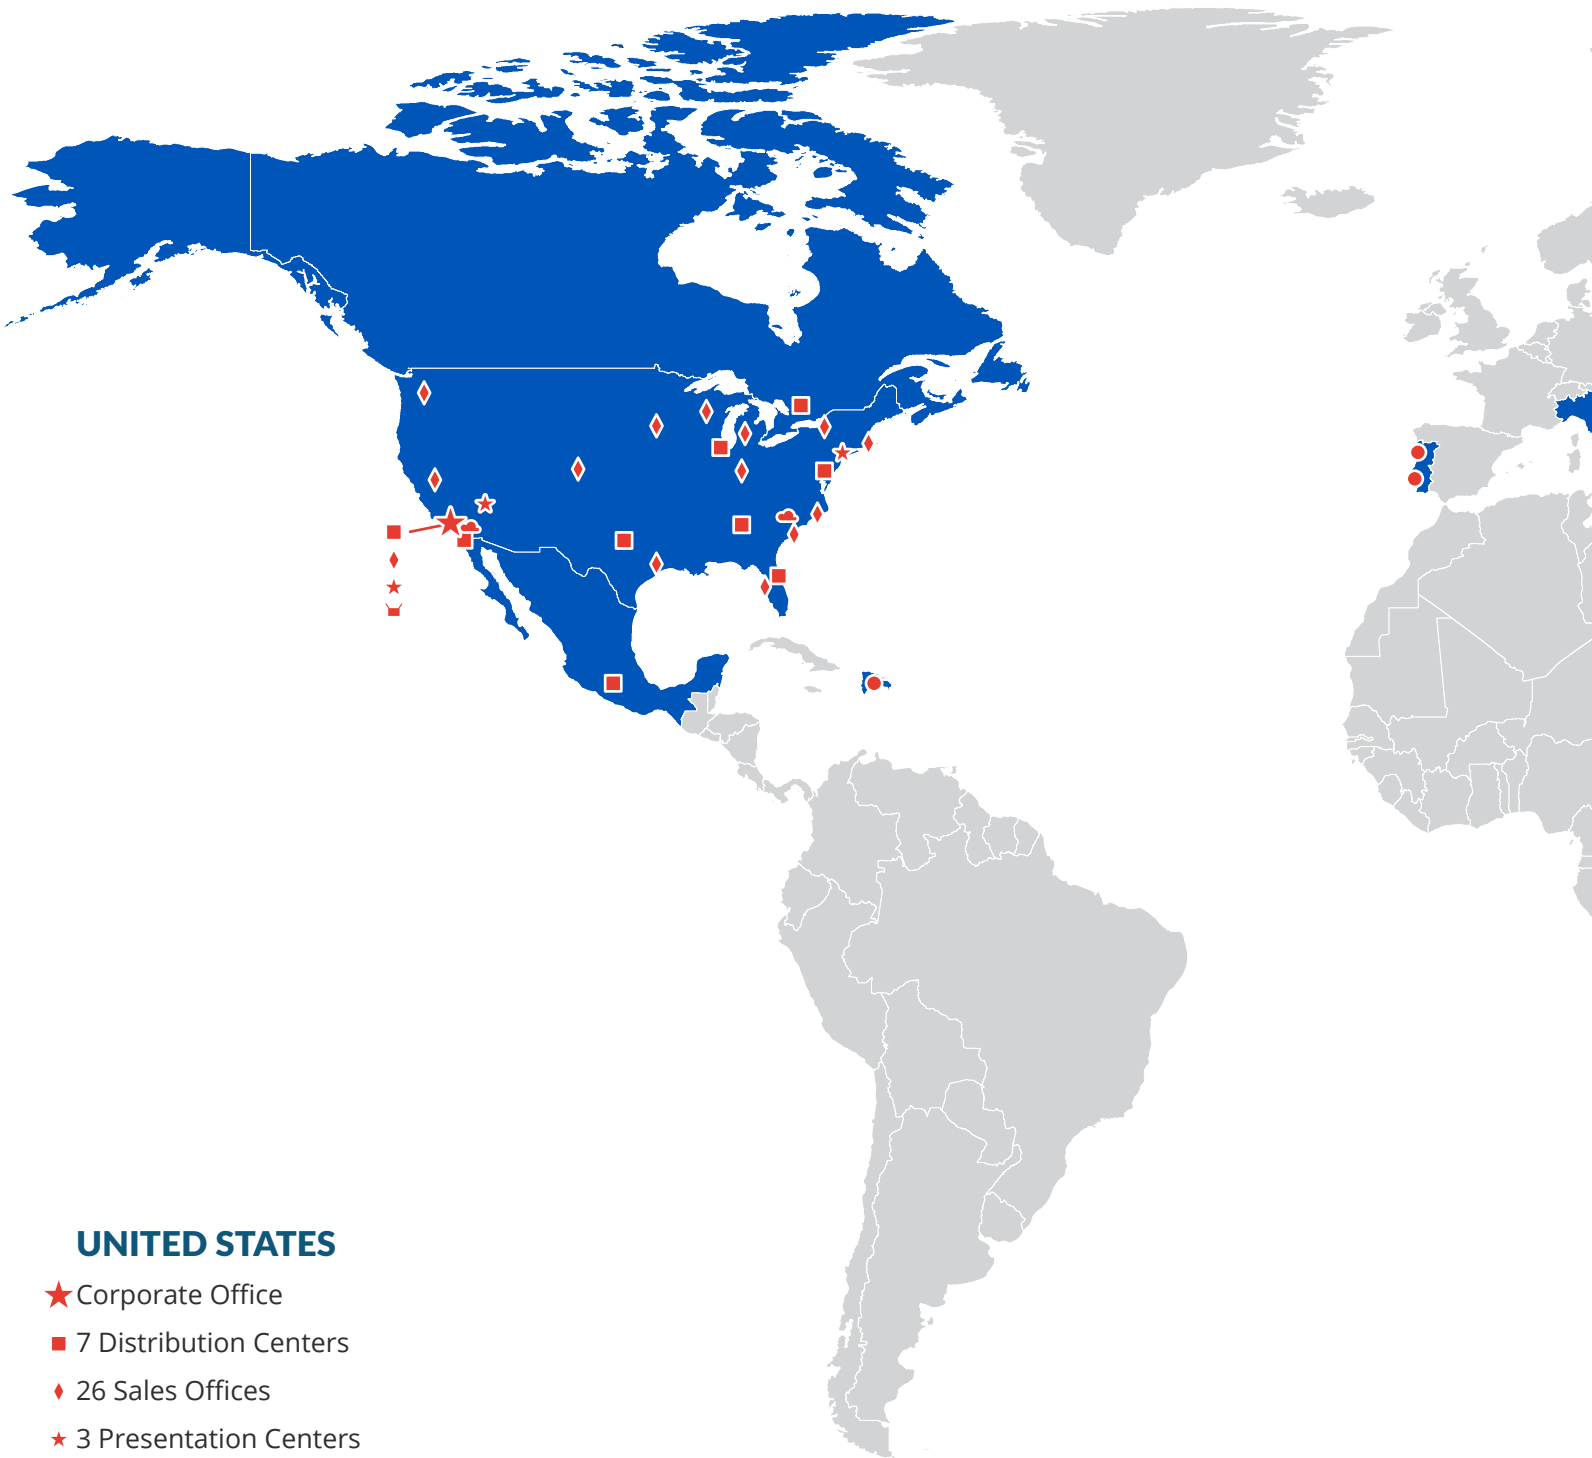 UNITED STATES
Corporate Office
7 Distribution Centers
26 Sales Offices
3 Presentation Centers